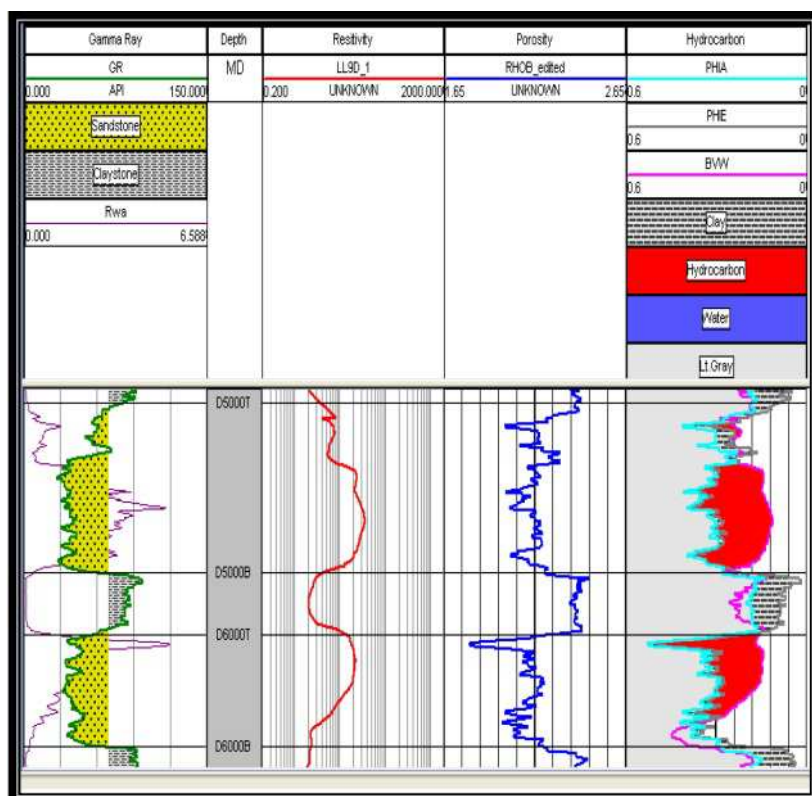 Gamma Ray Depth Resitivity Porosity Hydrocarbon
GR MD LL9D_1 RHOB_edited PHIA
0.000 API 150.000 0.200 UNKNOWN 2000.000 1.65 UNKNOWN 2.65 0.6 0
Sandstone PHIE
0.6 0
Claystone BVW
0.6 0
Rwa Clay
0.000 6.588
Hydrocarbon
Water
Lt.Gray
D5000T
D5000B
D6000T
D6000B